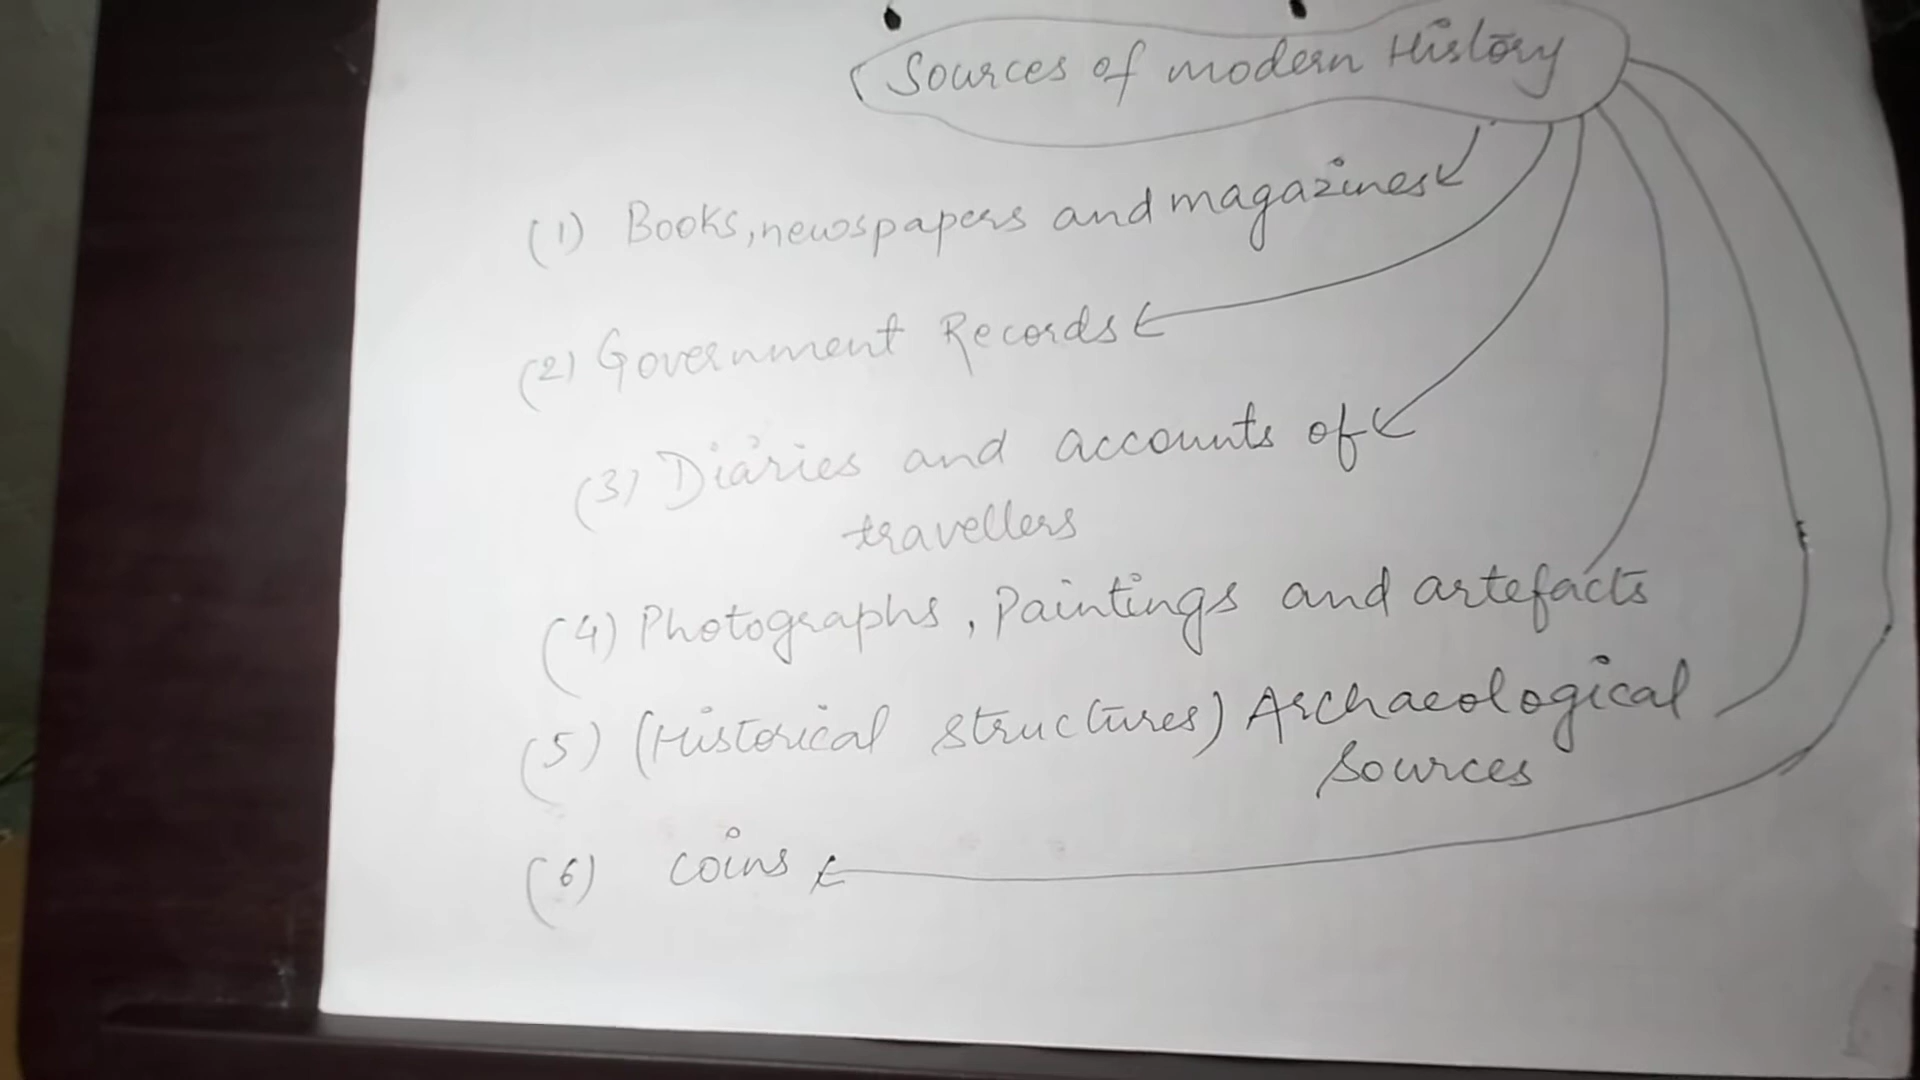 Sources of modern History
(1) Books, newspapers and magazines
(2) Government Records
(3) Diaries and accounts of
travellers
(4) Photographs, Paintings and artefacts
(5) (Historical structures) Archaeological
sources
(6) coins